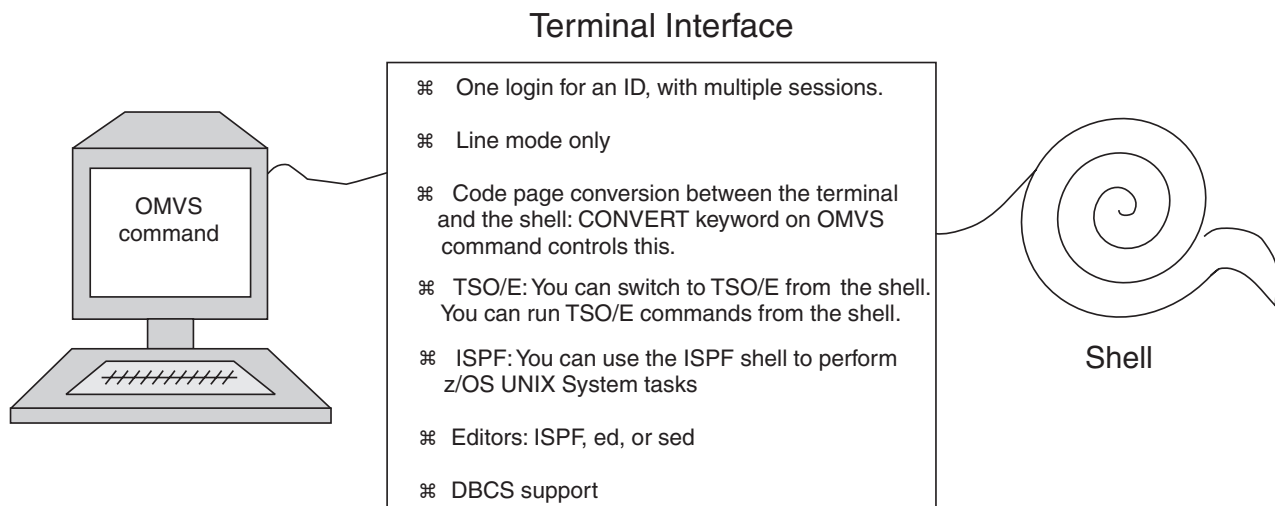 Terminal Interface
OMVS
command
⌘ One login for an ID, with multiple sessions.
⌘ Line mode only
⌘ Code page conversion between the terminal
and the shell: CONVERT keyword on OMVS
command controls this.
⌘ TSO/E: You can switch to TSO/E from the shell.
You can run TSO/E commands from the shell.
⌘ ISPF: You can use the ISPF shell to perform
z/OS UNIX System tasks
⌘ Editors: ISPF, ed, or sed
⌘ DBCS support
Shell